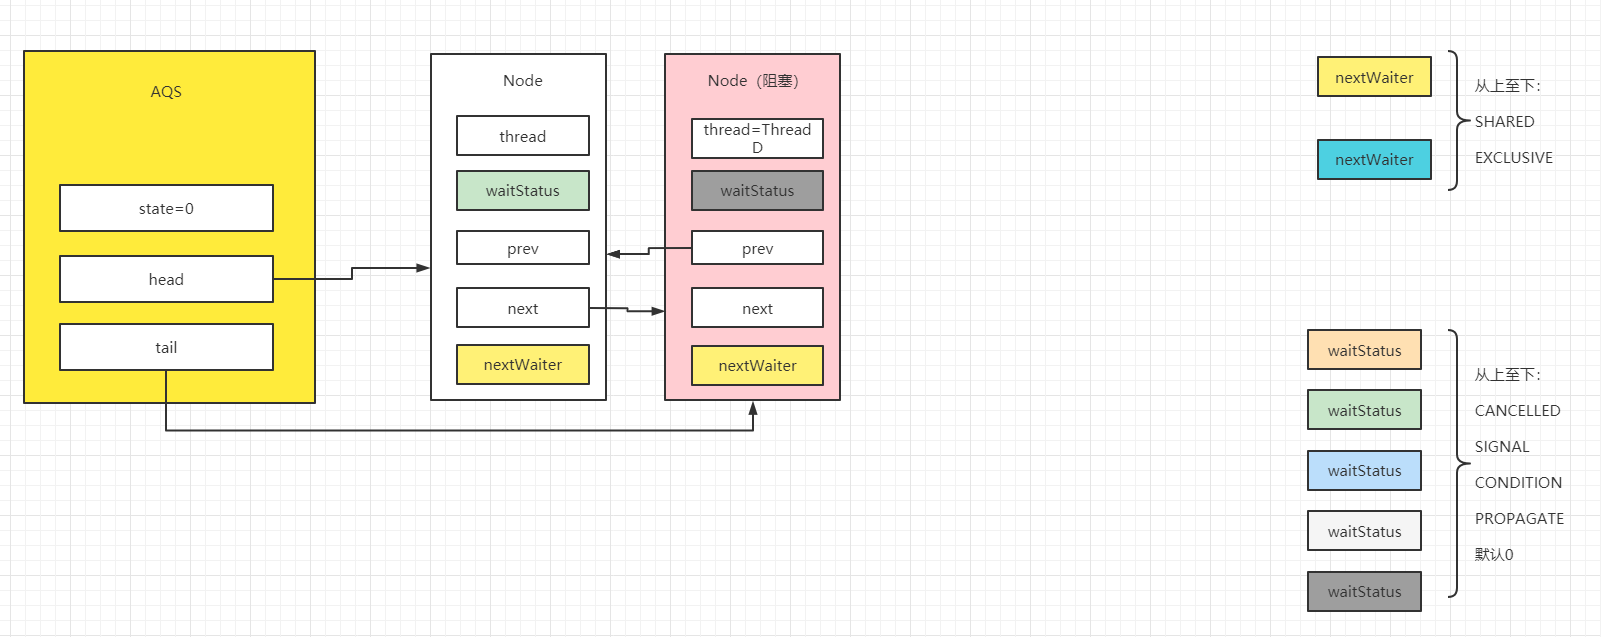 AQS
state=0
head
tail
Node
thread
waitStatus
prev
next
nextWaiter
Node（阻塞）
thread=Thread
D
waitStatus
prev
next
nextWaiter
nextWaiter
nextWaiter
从上至下：
SHARED
EXCLUSIVE
waitStatus
waitStatus
waitStatus
waitStatus
waitStatus
从上至下：
CANCELLED
SIGNAL
CONDITION
PROPAGATE
默认0